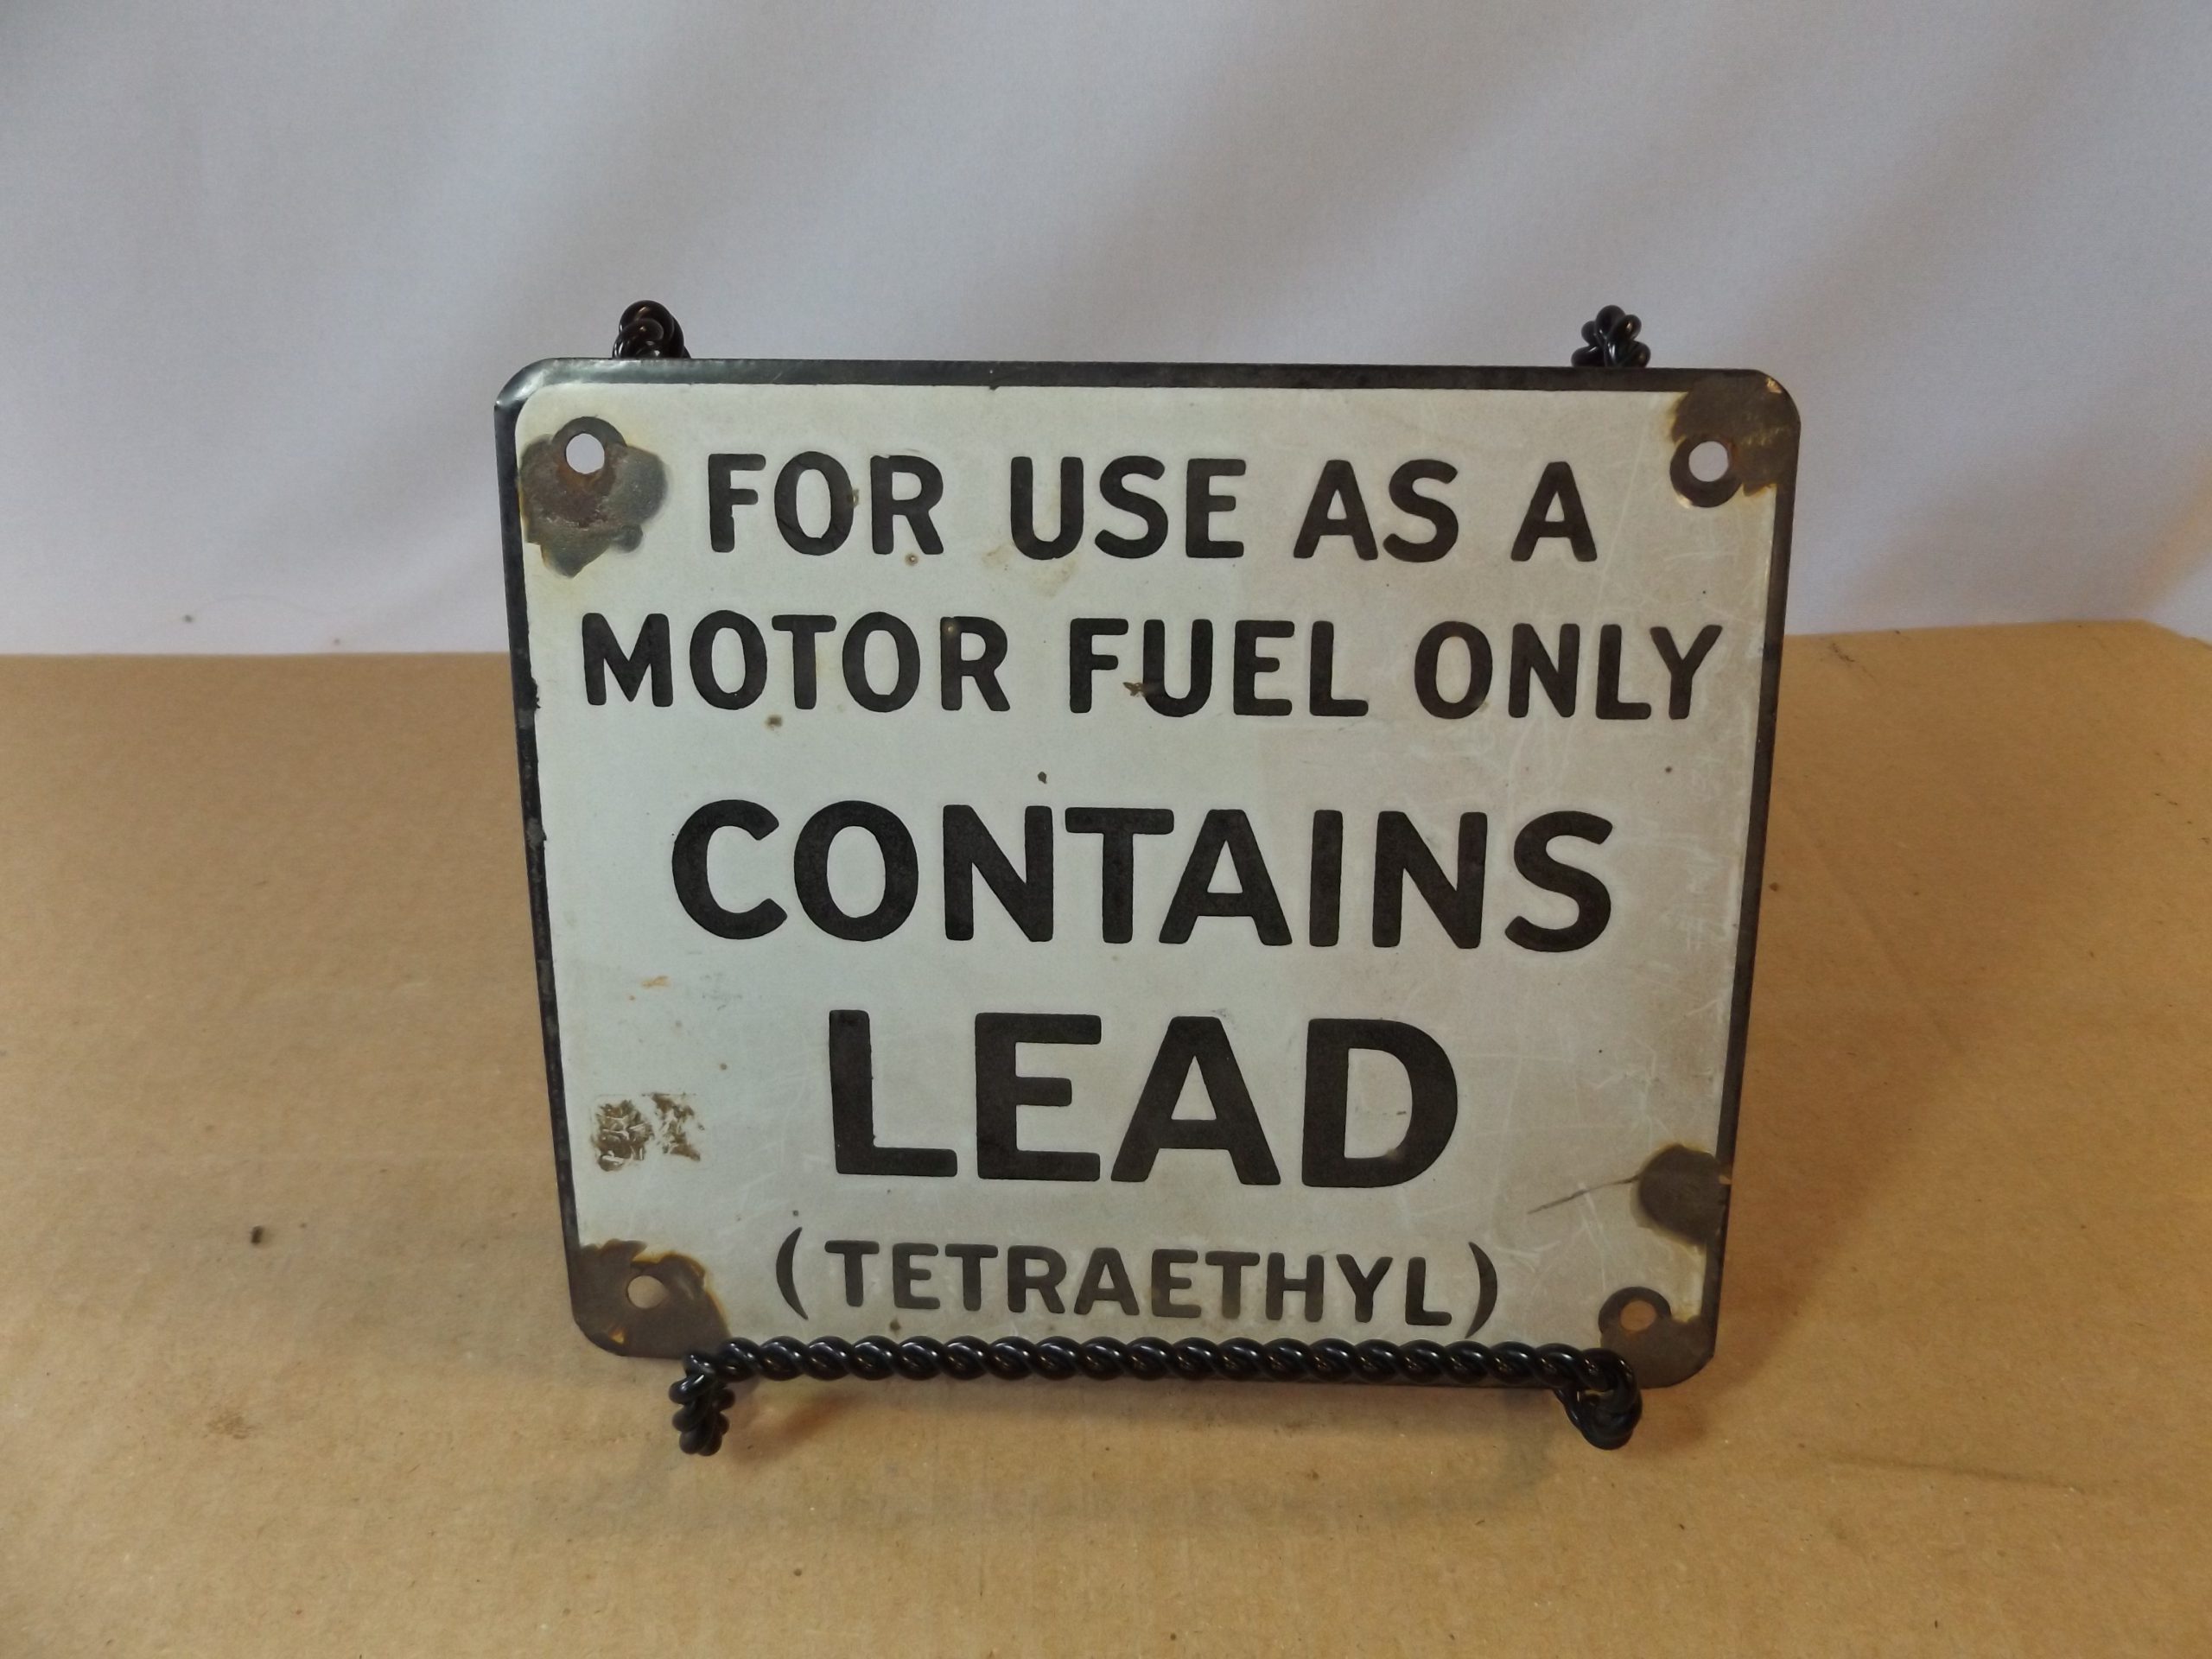 FOR USE AS A
MOTOR FUEL ONLY
CONTAINS
LEAD
(TETRAETHYL)